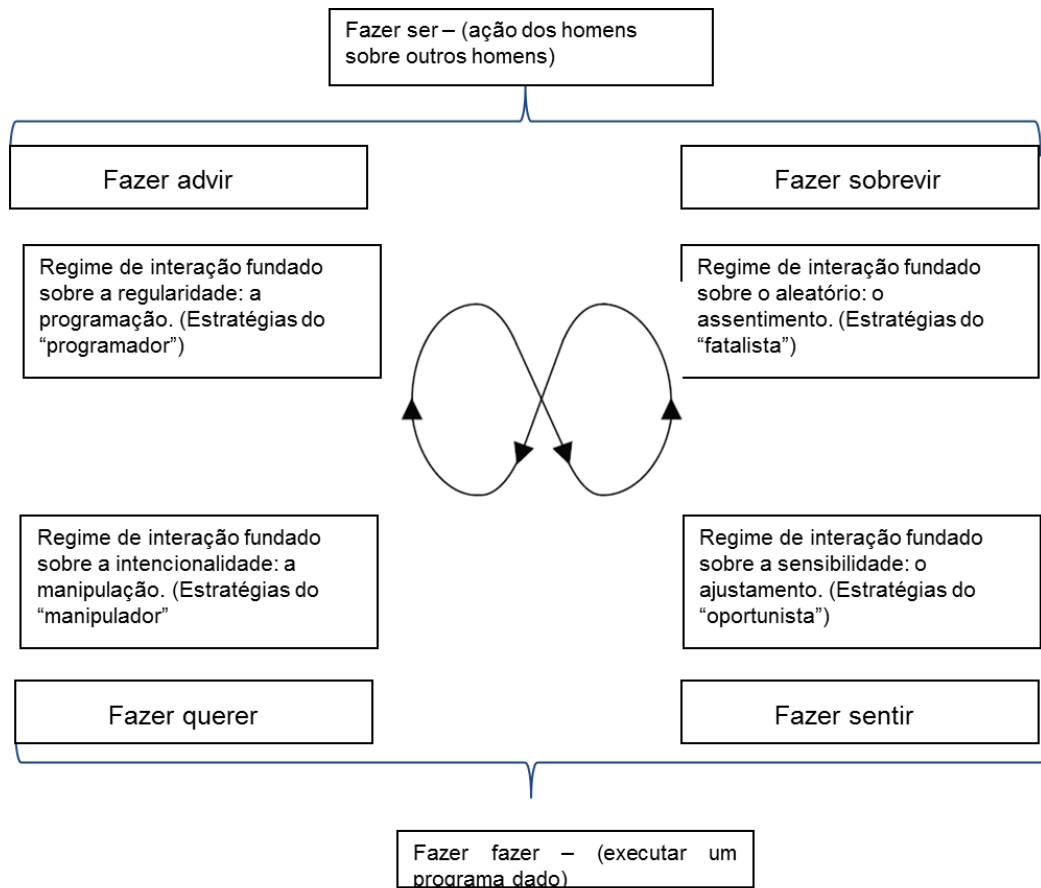 Fazer ser – (ação dos homens
sobre outros homens)
Fazer advir
Fazer sobrevir
Regime de interação fundado
sobre a regularidade: a
programação. (Estratégias do
“programador”)
Regime de interação fundado
sobre o aleatório: o
assentimento. (Estratégias do
“fatalista”)
Regime de interação fundado
sobre a intencionalidade: a
manipulação. (Estratégias do
“manipulador”
Regime de interação fundado
sobre a sensibilidade: o
ajustamento. (Estratégias do
“oportunista”)
Fazer querer
Fazer sentir
Fazer fazer – (executar um
programa dado)